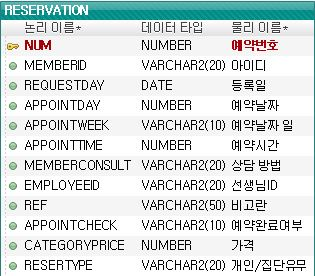 RESERVATION
논리 이름* 데이터 타입 물리 이름*
NUM NUMBER 예약번호
MEMBERID VARCHAR2(20) 아이디
REQUESTDAY DATE 등록일
APPOINTDAY NUMBER 예약날짜
APPOINTWEEK VARCHAR2(10) 예약날짜 일
APPOINTTIME NUMBER 예약시간
MEMBERCONSULT VARCHAR2(20) 상담 방법
EMPLOYEEID VARCHAR2(20) 선생님ID
REF VARCHAR2(50) 비고란
APPOINTCHECK VARCHAR2(10) 예약완료여부
CATEGORYPRICE NUMBER 가격
RESERTYPE VARCHAR2(20) 개인/집단유무